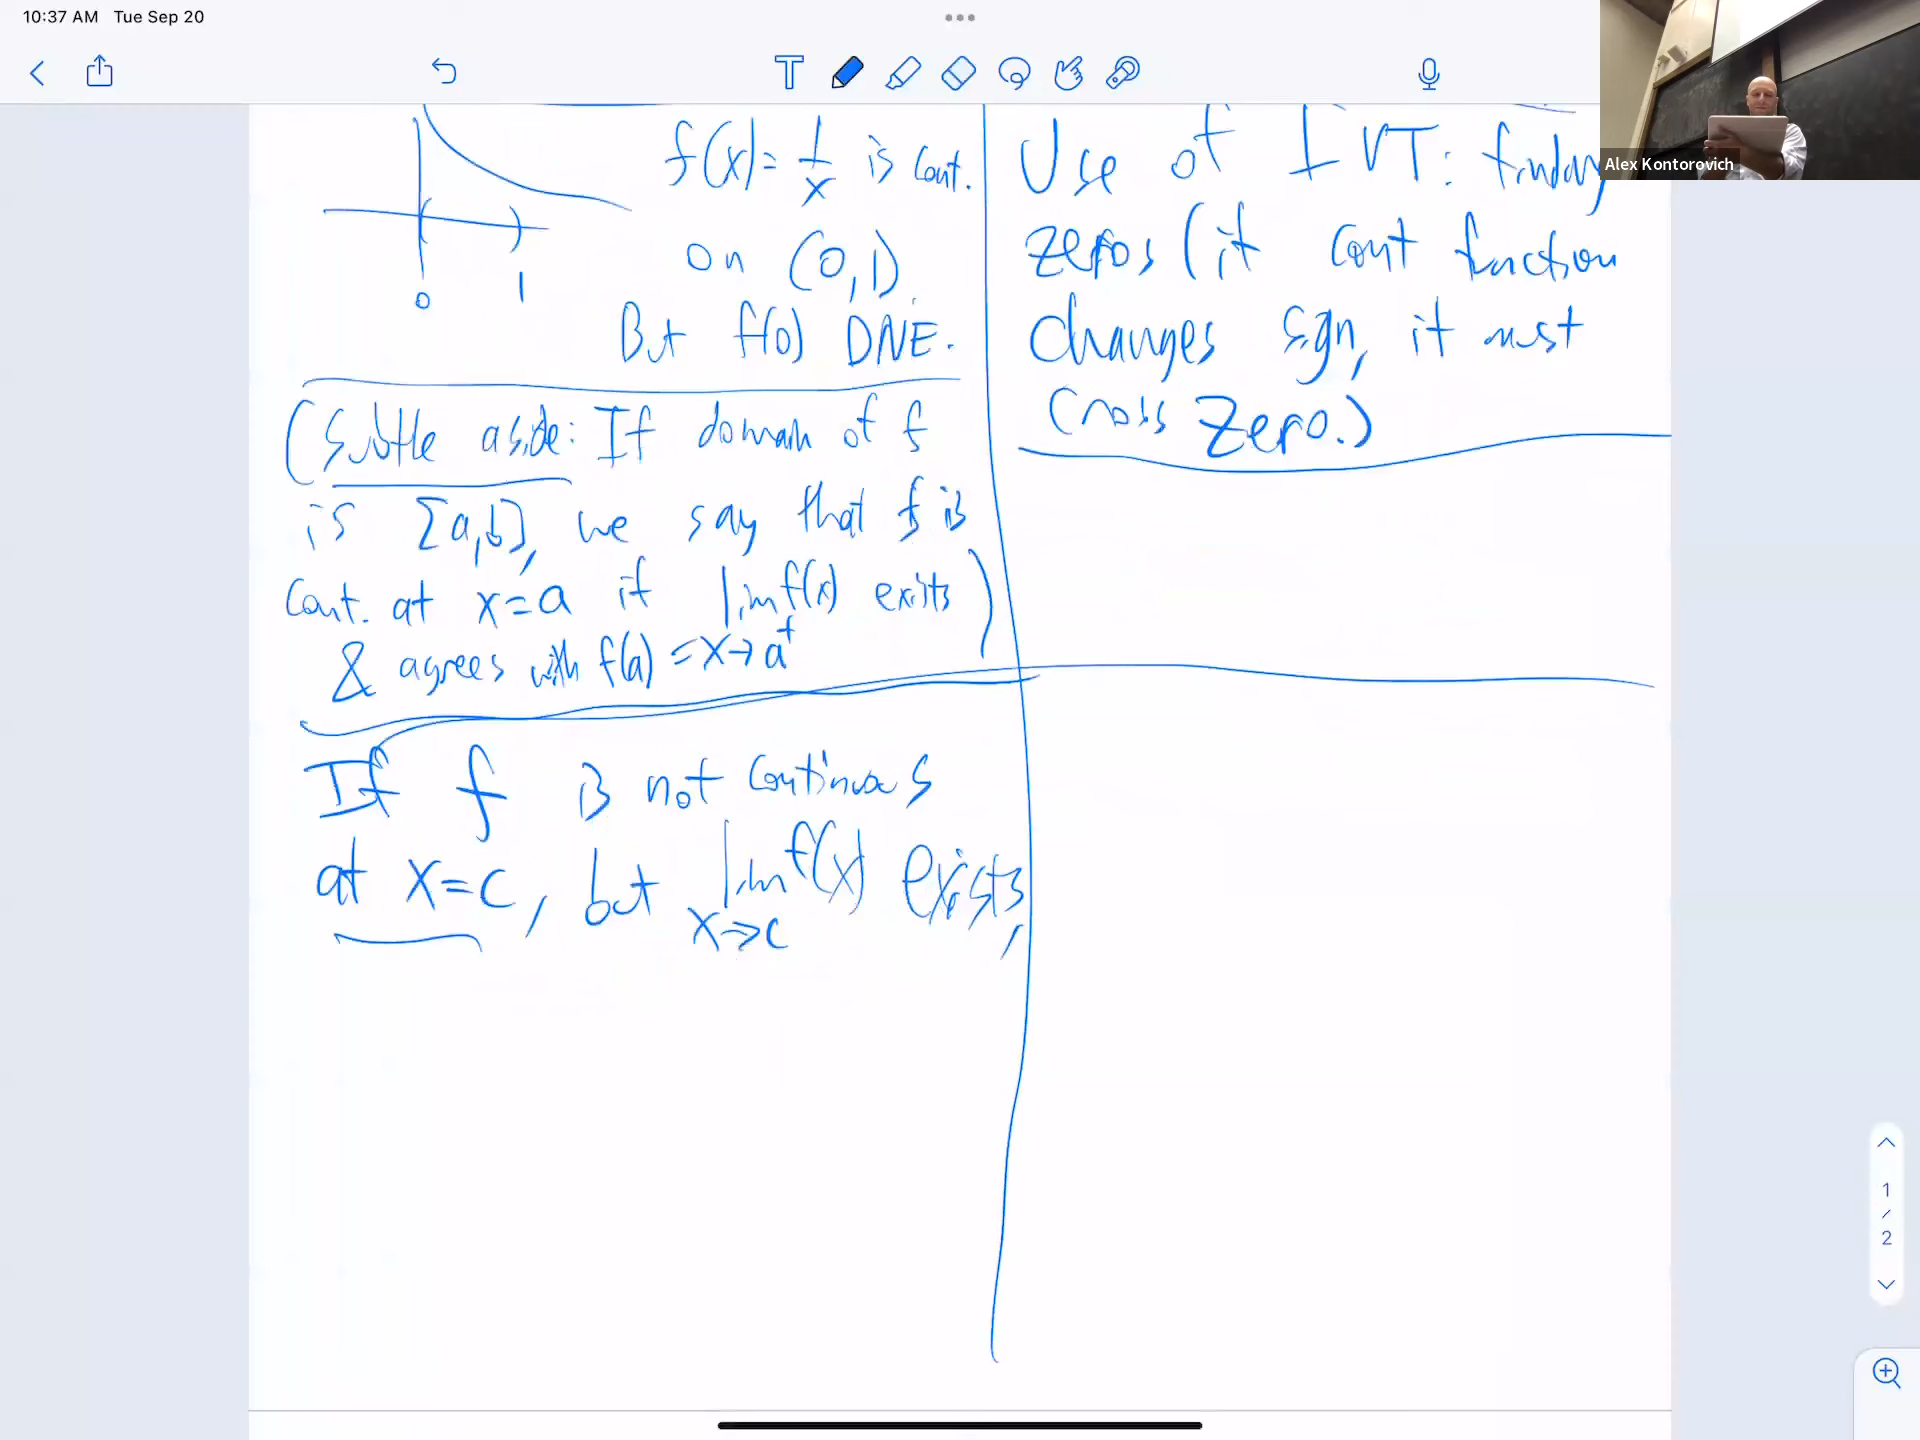 10:37 AM Tue Sep 20
Alex Kontorovich
f(x) = 1/x is cont.
on (0,1).
0 1
But f(0) DNE.
(Subtle aside: If domain of f
is [a,b], we say that f is
cont. at x=a if lim f(x) exists)
& agrees with f(a) = x→a⁺
If f is not continuous
at x=c, but lim f(x) exists,
x→c
Use of IVT: finding
zeros (if cont function
changes sign, it must
cross zero.)
1
/
2